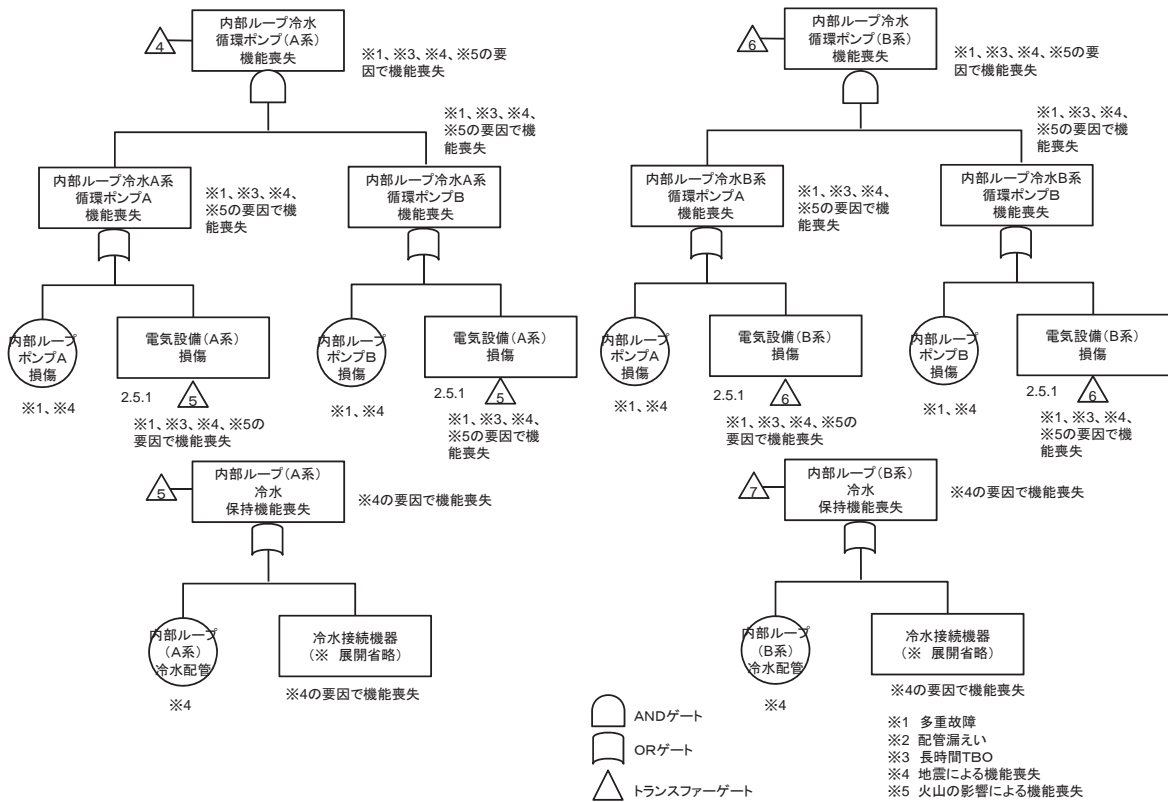 4
内部ループ冷水
循環ポンプ(A系)
機能喪失
※1、※3、※4、※5の要
因で機能喪失
※1、※3、※4、
※5の要因で機
能喪失
内部ループ冷水A系
循環ポンプA
機能喪失
※1、※3、※4、
※5の要因で機
能喪失
内部ループ冷水A系
循環ポンプB
機能喪失
内部ループ
ポンプA
損傷
※1、※4
電気設備(A系)
損傷
2.5.1
5
※1、※3、※4、※5の
要因で機能喪失
内部ループ
ポンプB
損傷
※1、※4
電気設備(A系)
損傷
2.5.1
5
※1、※3、※4、
※5の要因で機
能喪失
5
内部ループ(A系)
冷水
保持機能喪失
※4の要因で機能喪失
内部ループ
(A系)
冷水配管
※4
冷水接続機器
(※ 展開省略)
※4の要因で機能喪失
6
内部ループ冷水
循環ポンプ(B系)
機能喪失
※1、※3、※4、※5の要
因で機能喪失
※1、※3、※4、
※5の要因で機
能喪失
内部ループ冷水B系
循環ポンプA
機能喪失
※1、※3、※4、
※5の要因で機
能喪失
内部ループ冷水B系
循環ポンプB
機能喪失
内部ループ
ポンプA
損傷
※1、※4
電気設備(B系)
損傷
2.5.1
6
※1、※3、※4、※5の
要因で機能喪失
内部ループ
ポンプB
損傷
※1、※4
電気設備(B系)
損傷
2.5.1
6
※1、※3、※4、
※5の要因で機
能喪失
7
内部ループ(B系)
冷水
保持機能喪失
※4の要因で機能喪失
内部ループ
(B系)
冷水配管
※4
冷水接続機器
(※ 展開省略)
※4の要因で機能喪失
ANDゲート
ORゲート
トランスファーゲート
※1 多重故障
※2 配管漏えい
※3 長時間TBO
※4 地震による機能喪失
※5 火山の影響による機能喪失